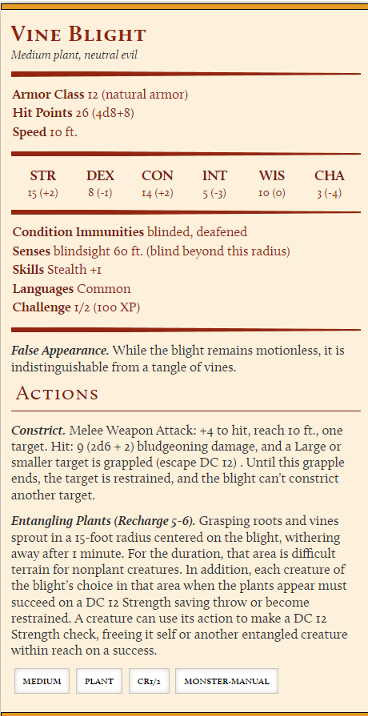 Vine Blight
Medium plant, neutral evil
Armor Class 12 (natural armor)
Hit Points 26 (4d8+8)
Speed 10 ft.
STR DEX CON INT WIS CHA
15 (+2) 8 (-1) 14 (+2) 5 (-3) 10 (0) 3 (-4)
Condition Immunities blinded, deafened
Senses blindsight 60 ft. (blind beyond this radius)
Skills Stealth +1
Languages Common
Challenge 1/2 (100 XP)
False Appearance. While the blight remains motionless, it is
indistinguishable from a tangle of vines.
Actions
Constrict. Melee Weapon Attack: +4 to hit, reach 10 ft., one
target. Hit: 9 (2d6 + 2) bludgeoning damage, and a Large or
smaller target is grappled (escape DC 12) . Until this grapple
ends, the target is restrained, and the blight can't constrict
another target.
Entangling Plants (Recharge 5-6). Grasping roots and vines
sprout in a 15-foot radius centered on the blight, withering
away after 1 minute. For the duration, that area is difficult
terrain for nonplant creatures. In addition, each creature of
the blight's choice in that area when the plants appear must
succeed on a DC 12 Strength saving throw or become
restrained. A creature can use its action to make a DC 12
Strength check, freeing it self or another entangled creature
within reach on a success.
MEDIUM PLANT CR1/2 MONSTER-MANUAL